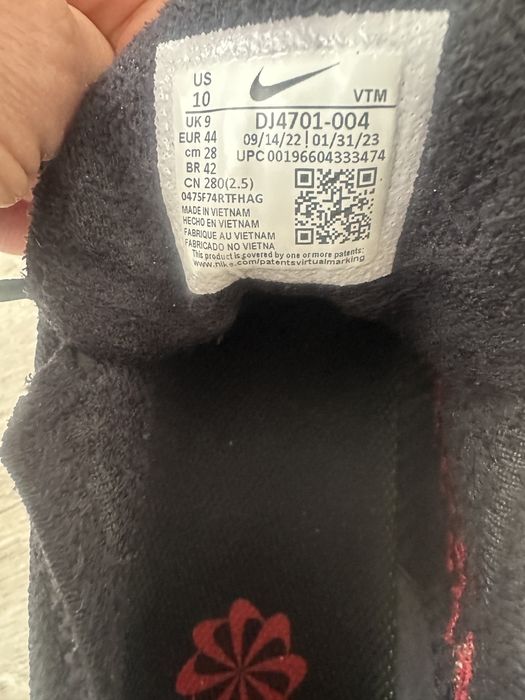 US
10
VTM
UK 9
DJ4701-004
EUR 44
09/14/22 | 01/31/23
cm 28
UPC 00196604333474
BR 42
CN 280(2.5)
047SF74RTFHAG
MADE IN VIETNAM
HECHO EN VIETNAM
FABRIQUE AU VIETNAM
FABRICADO NO VIETNA
This product is covered by one or more patents:
www.nike.com/patentsvirtualmarking